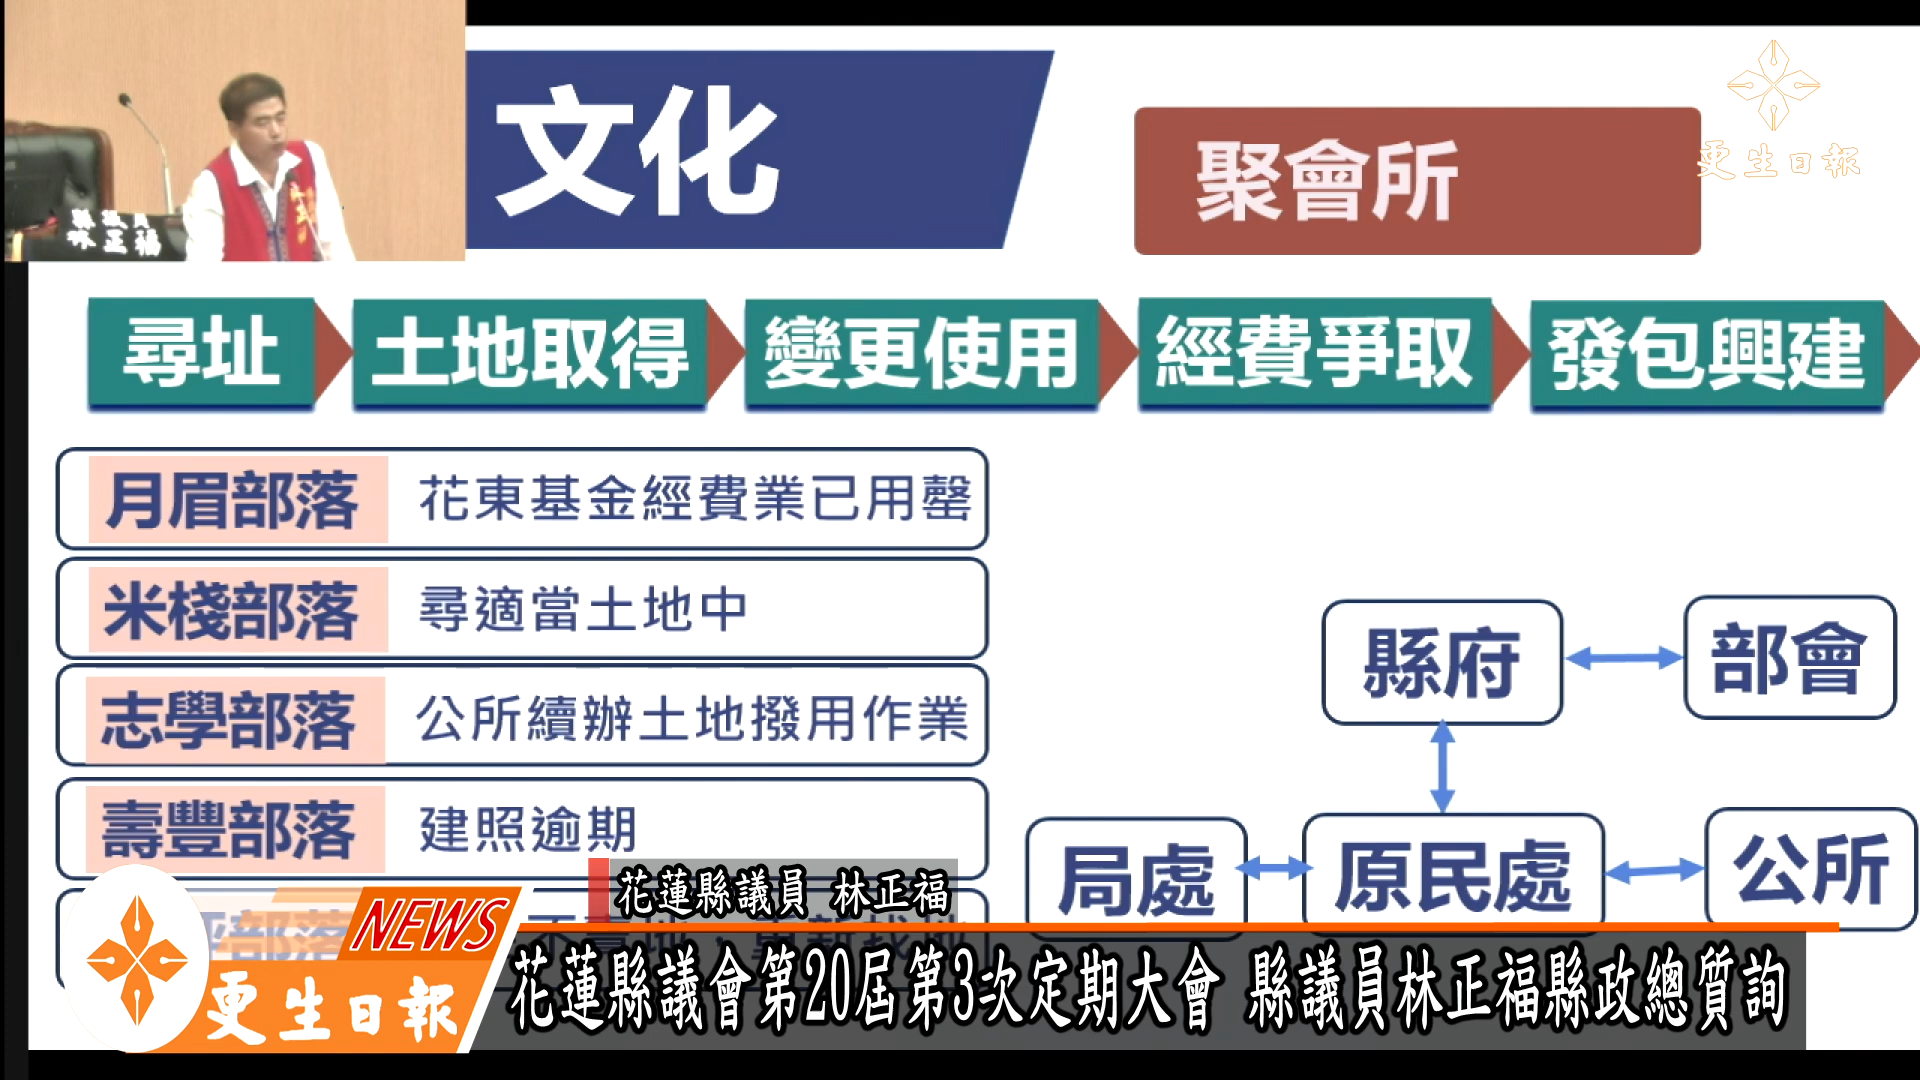 文化
聚會所
更生日報
林正福
尋址
土地取得
變更使用
經費爭取
發包興建
月眉部落
花東基金經費業已用罄
米棧部落
尋適當土地中
志學部落
公所續辦土地撥用作業
壽豐部落
建照逾期
部落
縣府
部會
局處
原民處
公所
花蓮縣議員 林正福
NEWS
更生日報
花蓮縣議會第20屆第3次定期大會 縣議員林正福縣政總質詢